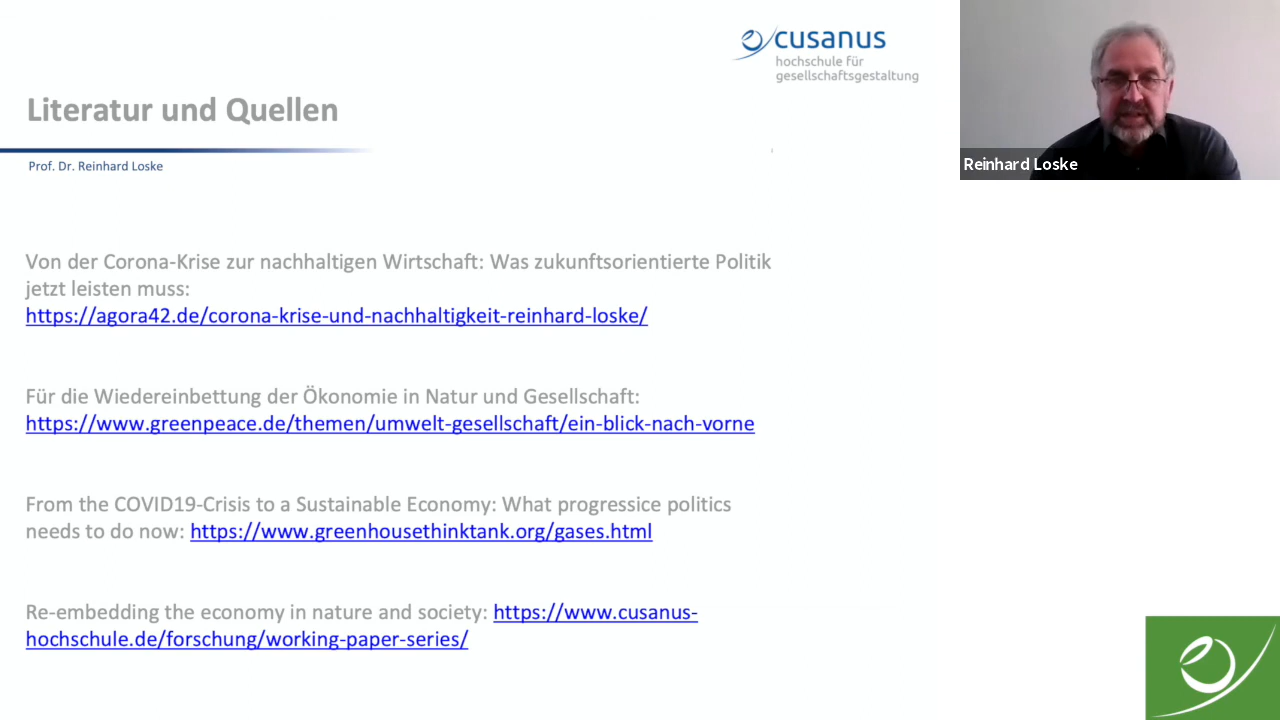 cusanus
hochschule für
gesellschaftsgestaltung
Literatur und Quellen
Prof. Dr. Reinhard Loske
Reinhard Loske
Von der Corona-Krise zur nachhaltigen Wirtschaft: Was zukunftsorientierte Politik
jetzt leisten muss:
https://agora42.de/corona-krise-und-nachhaltigkeit-reinhard-loske/
Für die Wiedereinbettung der Ökonomie in Natur und Gesellschaft:
https://www.greenpeace.de/themen/umwelt-gesellschaft/ein-blick-nach-vorne
From the COVID19-Crisis to a Sustainable Economy: What progressice politics
needs to do now: https://www.greenhousethinktank.org/gases.html
Re-embedding the economy in nature and society: https://www.cusanus-
hochschule.de/forschung/working-paper-series/